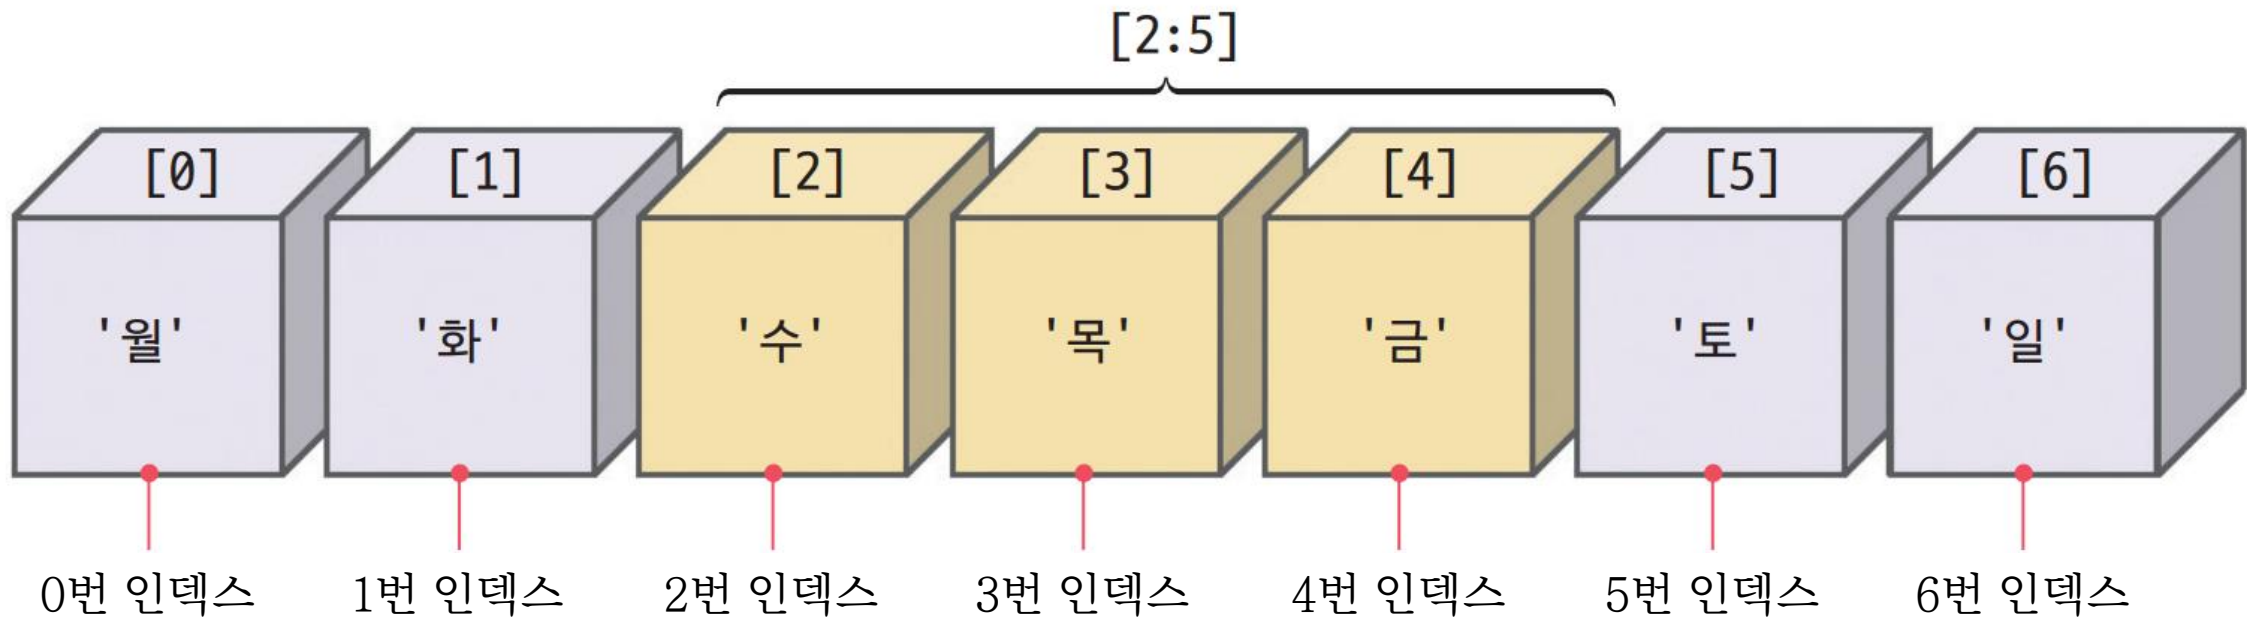 [2:5]
[0] [1] [2] [3] [4] [5] [6]
'월' '화' '수' '목' '금' '토' '일'
0번 인덱스 1번 인덱스 2번 인덱스 3번 인덱스 4번 인덱스 5번 인덱스 6번 인덱스